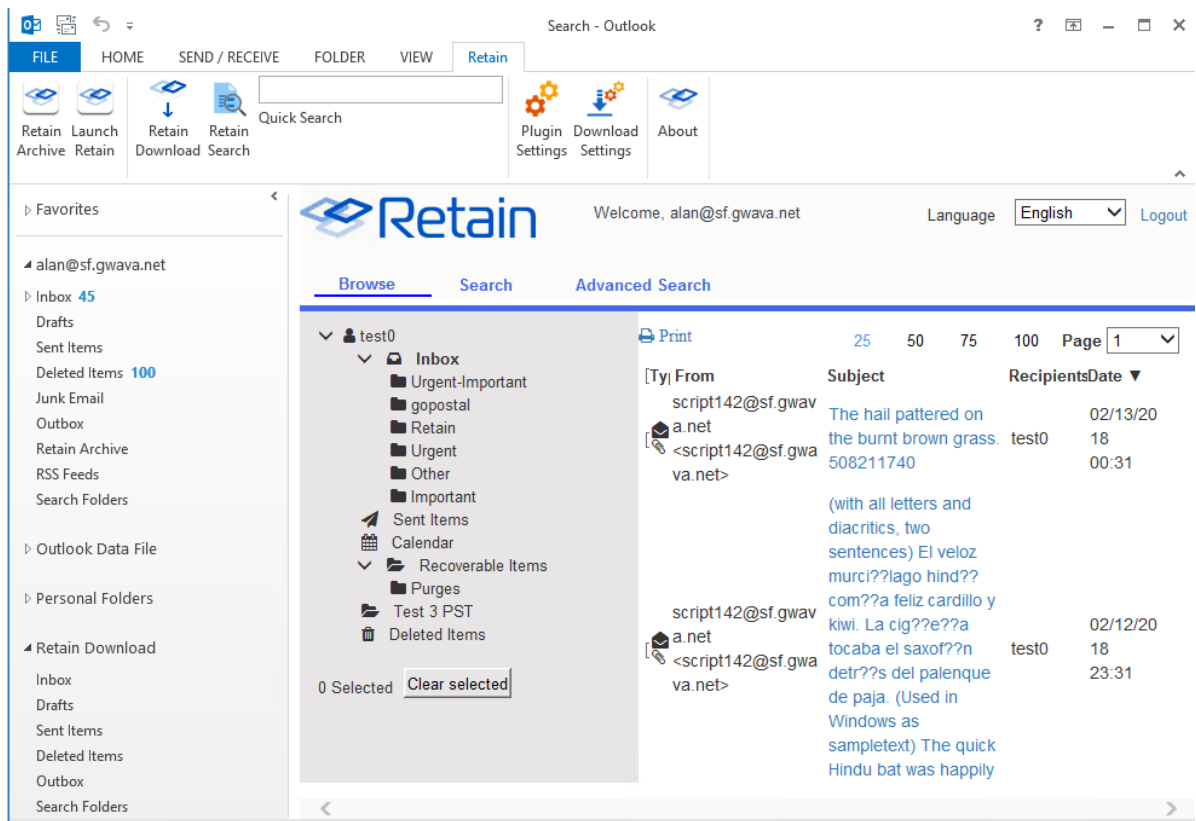 Search - Outlook
FILE HOME SEND / RECEIVE FOLDER VIEW Retain
Retain Archive
Launch Retain
Retain Download
Retain Search
Quick Search
Plugin Settings
Download Settings
About
Favorites
alan@sf.gwava.net
Inbox 45
Drafts
Sent Items
Deleted Items 100
Junk Email
Outbox
Retain Archive
RSS Feeds
Search Folders
Outlook Data File
Personal Folders
Retain Download
Inbox
Drafts
Sent Items
Deleted Items
Outbox
Search Folders
Retain
Welcome, alan@sf.gwava.net
Language English Logout
Browse Search Advanced Search
test0
Inbox
Urgent-Important
gopostal
Retain
Urgent
Other
Important
Sent Items
Calendar
Recoverable Items
Purges
Test 3 PST
Deleted Items
0 Selected Clear selected
Print 25 50 75 100 Page 1
[Ty From Subject Recipients Date ▼
script142@sf.gwav
a.net
<script142@sf.gwa
va.net>
The hail pattered on
the burnt brown grass.
508211740
test0
02/13/20
18
00:31
script142@sf.gwav
a.net
<script142@sf.gwa
va.net>
(with all letters and
diacritics, two
sentences) El veloz
murci??lago hind??
com??a feliz cardillo y
kiwi. La cig??e??a
tocaba el saxof??n
detr??s del palenque
de paja. (Used in
Windows as
sampletext) The quick
Hindu bat was happily
test0
02/12/20
18
23:31